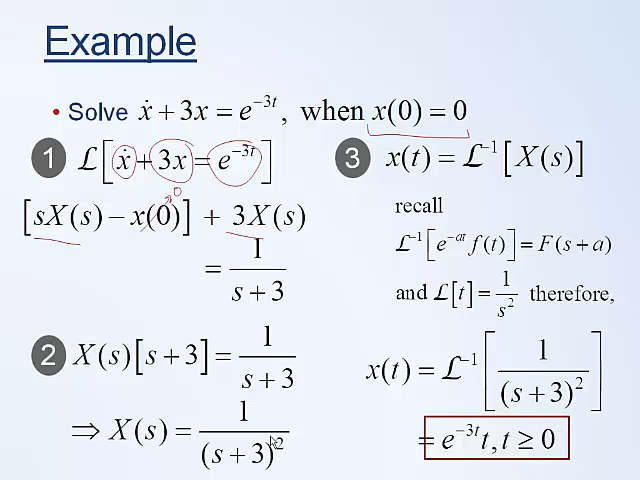 Example
• Solve ẋ + 3x = e^{-3t}, when x(0) = 0
1 ℒ[ẋ + 3x = e^{-3t}]
[sX(s) − x(0)] + 3X(s)
0
= 1/(s + 3)
2 X(s)[s + 3] = 1/(s + 3)
⇒ X(s) = 1/(s + 3)^2
3 x(t) = ℒ^{-1}[X(s)]
recall
ℒ^{-1}[e^{-at} f(t)] = F(s + a)
and ℒ[t] = 1/s^2 therefore,
x(t) = ℒ^{-1}[1/(s + 3)^2]
= e^{-3t}t, t ≥ 0